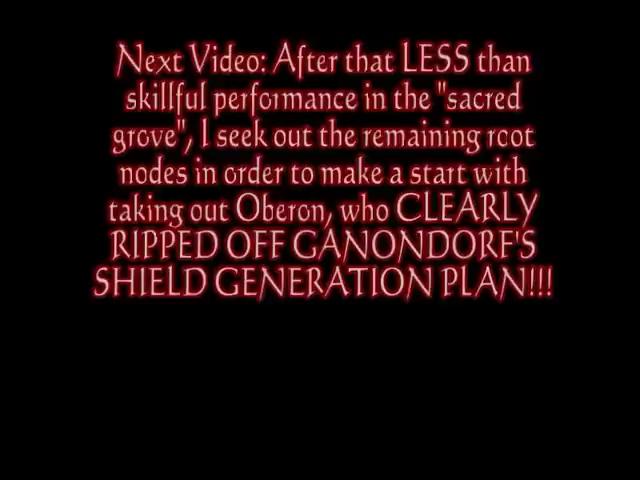 Next Video: After that LESS than
skillful performance in the "sacred
grove", I seek out the remaining root
nodes in order to make a start with
taking out Oberon, who CLEARLY
RIPPED OFF GANONDORF'S
SHIELD GENERATION PLAN!!!